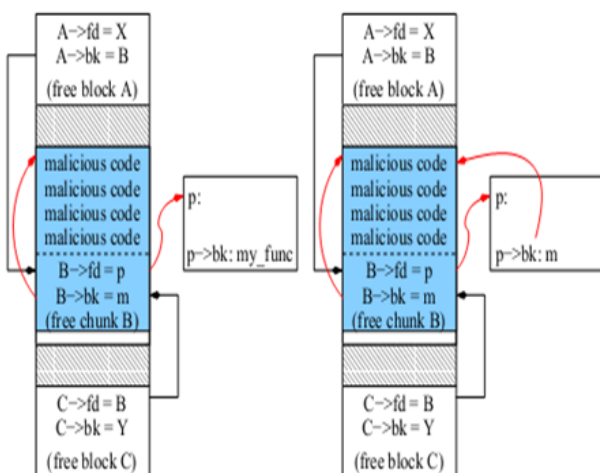 A->fd = X
A->bk = B
(free block A)
malicious code
malicious code
malicious code
malicious code
B->fd = p
B->bk = m
(free chunk B)
C->fd = B
C->bk = Y
(free block C)
p:
p->bk: my_func
A->fd = X
A->bk = B
(free block A)
malicious code
malicious code
malicious code
malicious code
B->fd = p
B->bk = m
(free chunk B)
C->fd = B
C->bk = Y
(free block C)
p:
p->bk: m